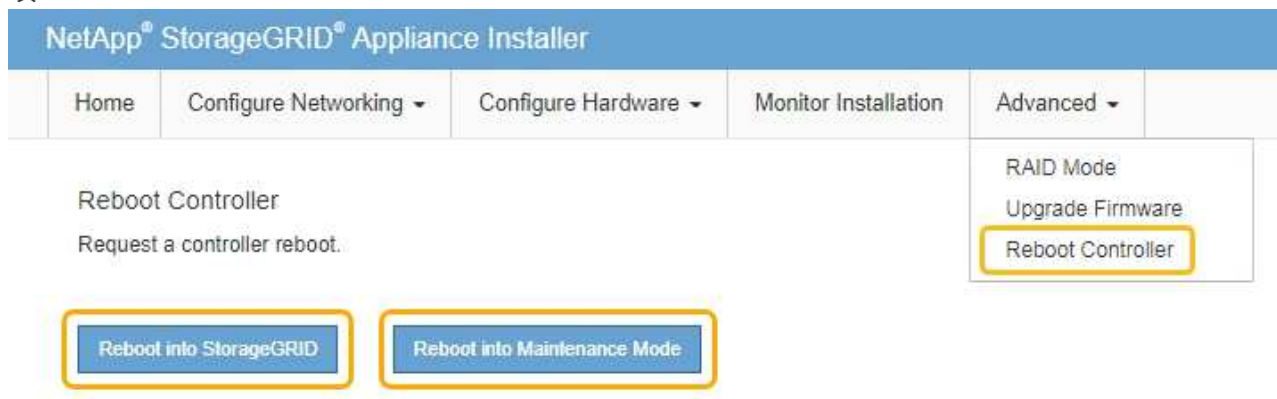 NetApp® StorageGRID® Appliance Installer
Home Configure Networking Configure Hardware Monitor Installation Advanced
RAID Mode
Upgrade Firmware
Reboot Controller
Reboot Controller
Request a controller reboot.
Reboot into StorageGRID Reboot into Maintenance Mode